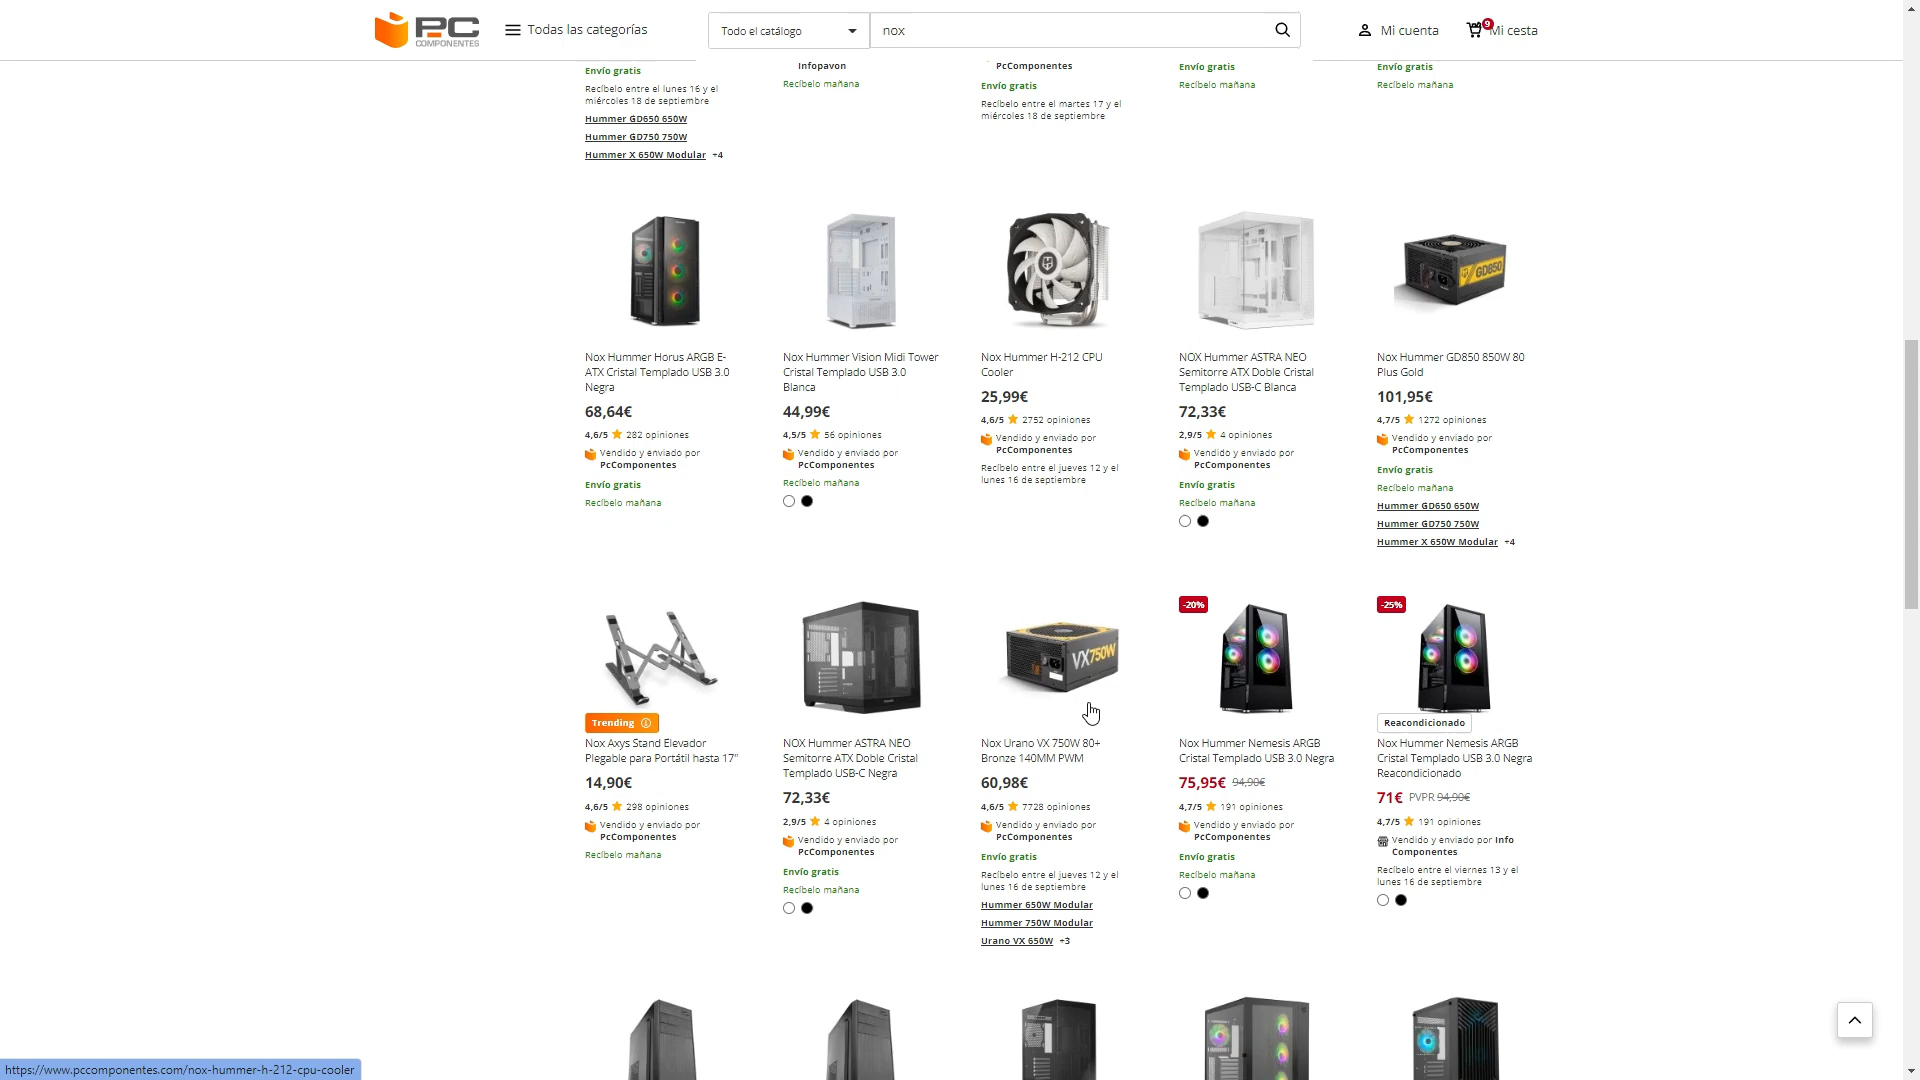 PC
COMPONENTES
Todas las categorías
Todo el catálogo
nox
Mi cuenta
9
Mi cesta
Envío gratis
Recíbelo entre el lunes 16 y el
miércoles 18 de septiembre
Hummer GD650 650W
Hummer GD750 750W
Hummer X 650W Modular +4
Infopavon
Recíbelo mañana
PcComponentes
Envío gratis
Recíbelo entre el martes 17 y el
miércoles 18 de septiembre
Envío gratis
Recíbelo mañana
Envío gratis
Recíbelo mañana
Nox Hummer Horus ARGB E-
ATX Cristal Templado USB 3.0
Negra
68,64€
4,6/5 282 opiniones
Vendido y enviado por
PcComponentes
Envío gratis
Recíbelo mañana
Nox Hummer Vision Midi Tower
Cristal Templado USB 3.0
Blanca
44,99€
4,5/5 56 opiniones
Vendido y enviado por
PcComponentes
Recíbelo mañana
Nox Hummer H-212 CPU
Cooler
25,99€
4,6/5 2752 opiniones
Vendido y enviado por
PcComponentes
Recíbelo entre el jueves 12 y el
lunes 16 de septiembre
NOX Hummer ASTRA NEO
Semitorre ATX Doble Cristal
Templado USB-C Blanca
72,33€
2,9/5 4 opiniones
Vendido y enviado por
PcComponentes
Envío gratis
Recíbelo mañana
GD850
Nox Hummer GD850 850W 80
Plus Gold
101,95€
4,7/5 1272 opiniones
Vendido y enviado por
PcComponentes
Envío gratis
Recíbelo mañana
Hummer GD650 650W
Hummer GD750 750W
Hummer X 650W Modular +4
Trending
Nox Axys Stand Elevador
Plegable para Portátil hasta 17"
14,90€
4,6/5 298 opiniones
Vendido y enviado por
PcComponentes
Recíbelo mañana
NOX Hummer ASTRA NEO
Semitorre ATX Doble Cristal
Templado USB-C Negra
72,33€
2,9/5 4 opiniones
Vendido y enviado por
PcComponentes
Envío gratis
Recíbelo mañana
VX750W
Nox Urano VX 750W 80+
Bronze 140MM PWM
60,98€
4,6/5 7728 opiniones
Vendido y enviado por
PcComponentes
Envío gratis
Recíbelo entre el jueves 12 y el
lunes 16 de septiembre
Hummer 650W Modular
Hummer 750W Modular
Urano VX 650W +3
-20%
Nox Hummer Nemesis ARGB
Cristal Templado USB 3.0 Negra
75,95€ 94,90€
4,7/5 191 opiniones
Vendido y enviado por
PcComponentes
Envío gratis
Recíbelo mañana
-25%
Reacondicionado
Nox Hummer Nemesis ARGB
Cristal Templado USB 3.0 Negra
Reacondicionado
71€ PVPR 94,90€
4,7/5 191 opiniones
Vendido y enviado por Info
Componentes
Recíbelo entre el viernes 13 y el
lunes 16 de septiembre
https://www.pccomponentes.com/nox-hummer-h-212-cpu-cooler